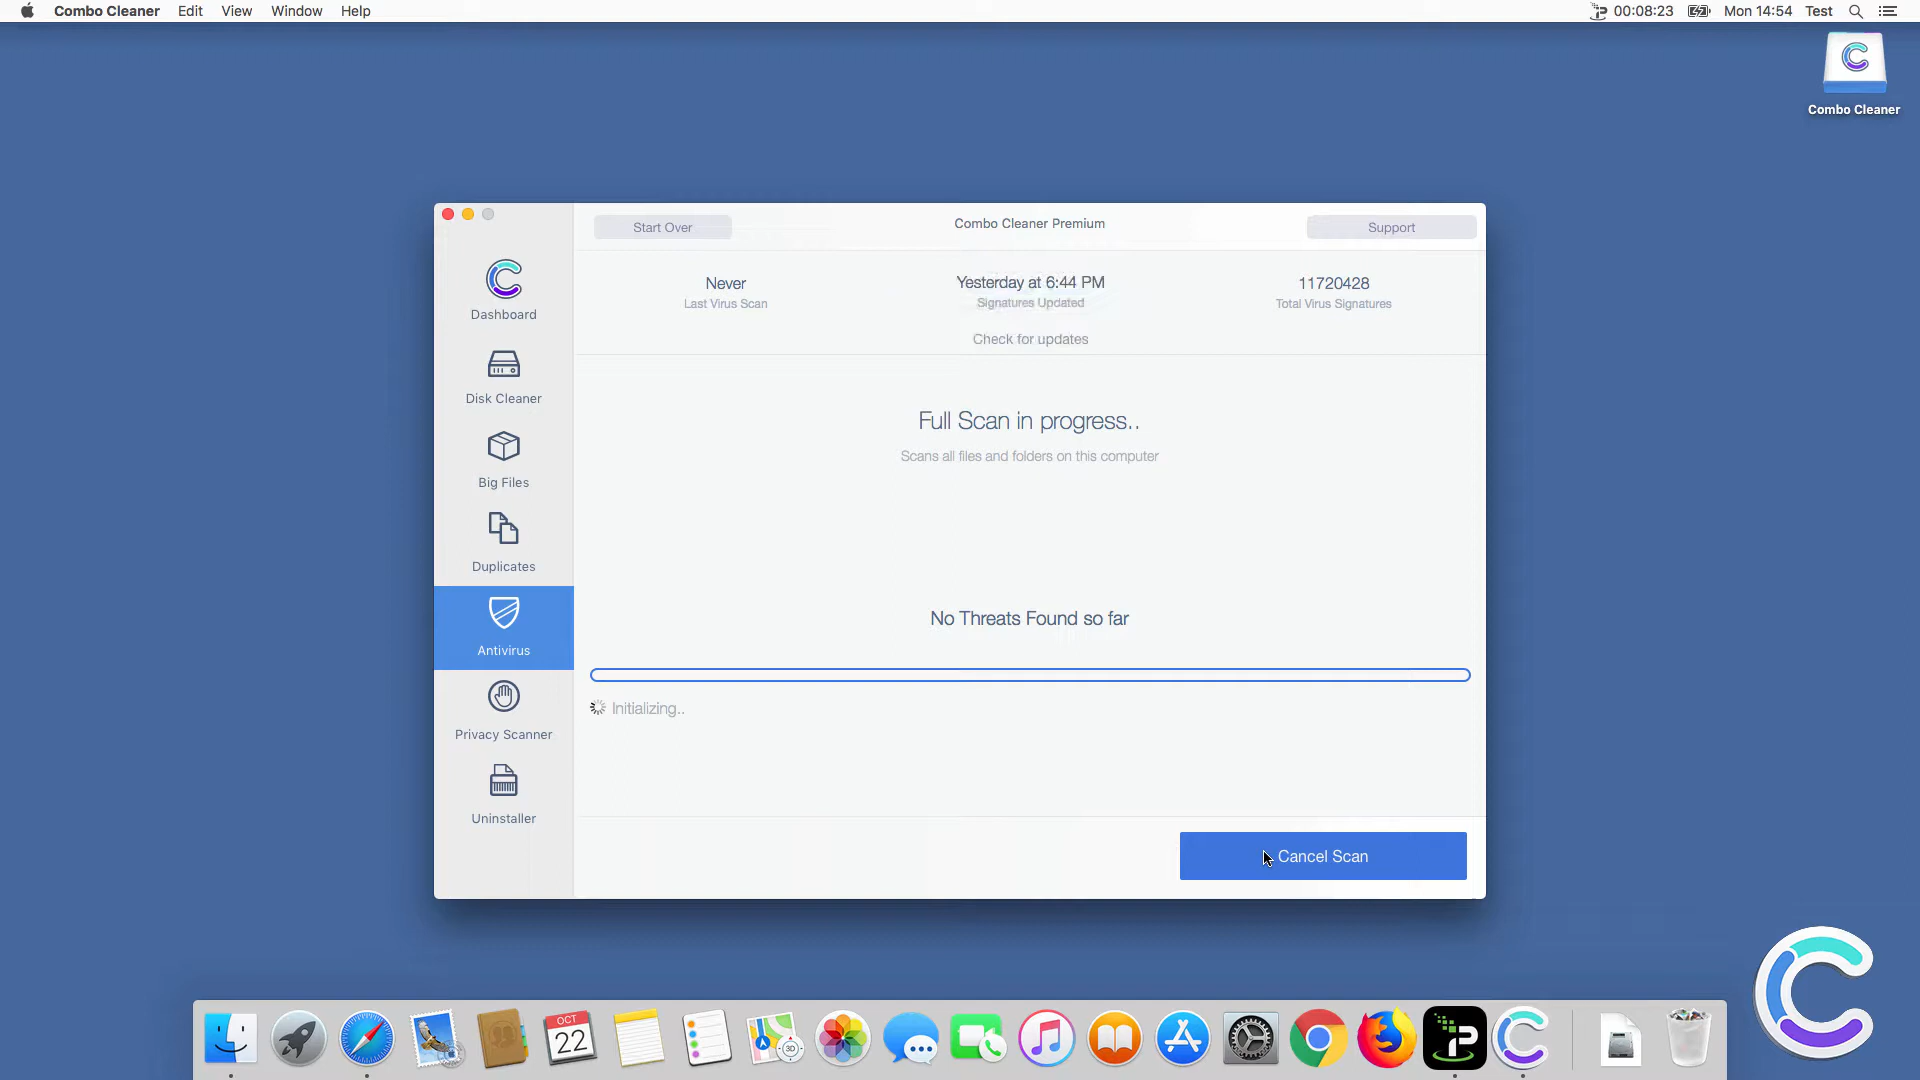 Combo Cleaner Edit View Window Help 00:08:23 Mon 14:54 Test
Combo Cleaner
Start Over Combo Cleaner Premium Support
Never Yesterday at 6:44 PM 11720428
Last Virus Scan Signatures Updated Total Virus Signatures
Check for updates
Dashboard
Disk Cleaner
Big Files
Duplicates
Antivirus
Privacy Scanner
Uninstaller
Full Scan in progress..
Scans all files and folders on this computer
No Threats Found so far
Initializing..
Cancel Scan
OCT
22
3D